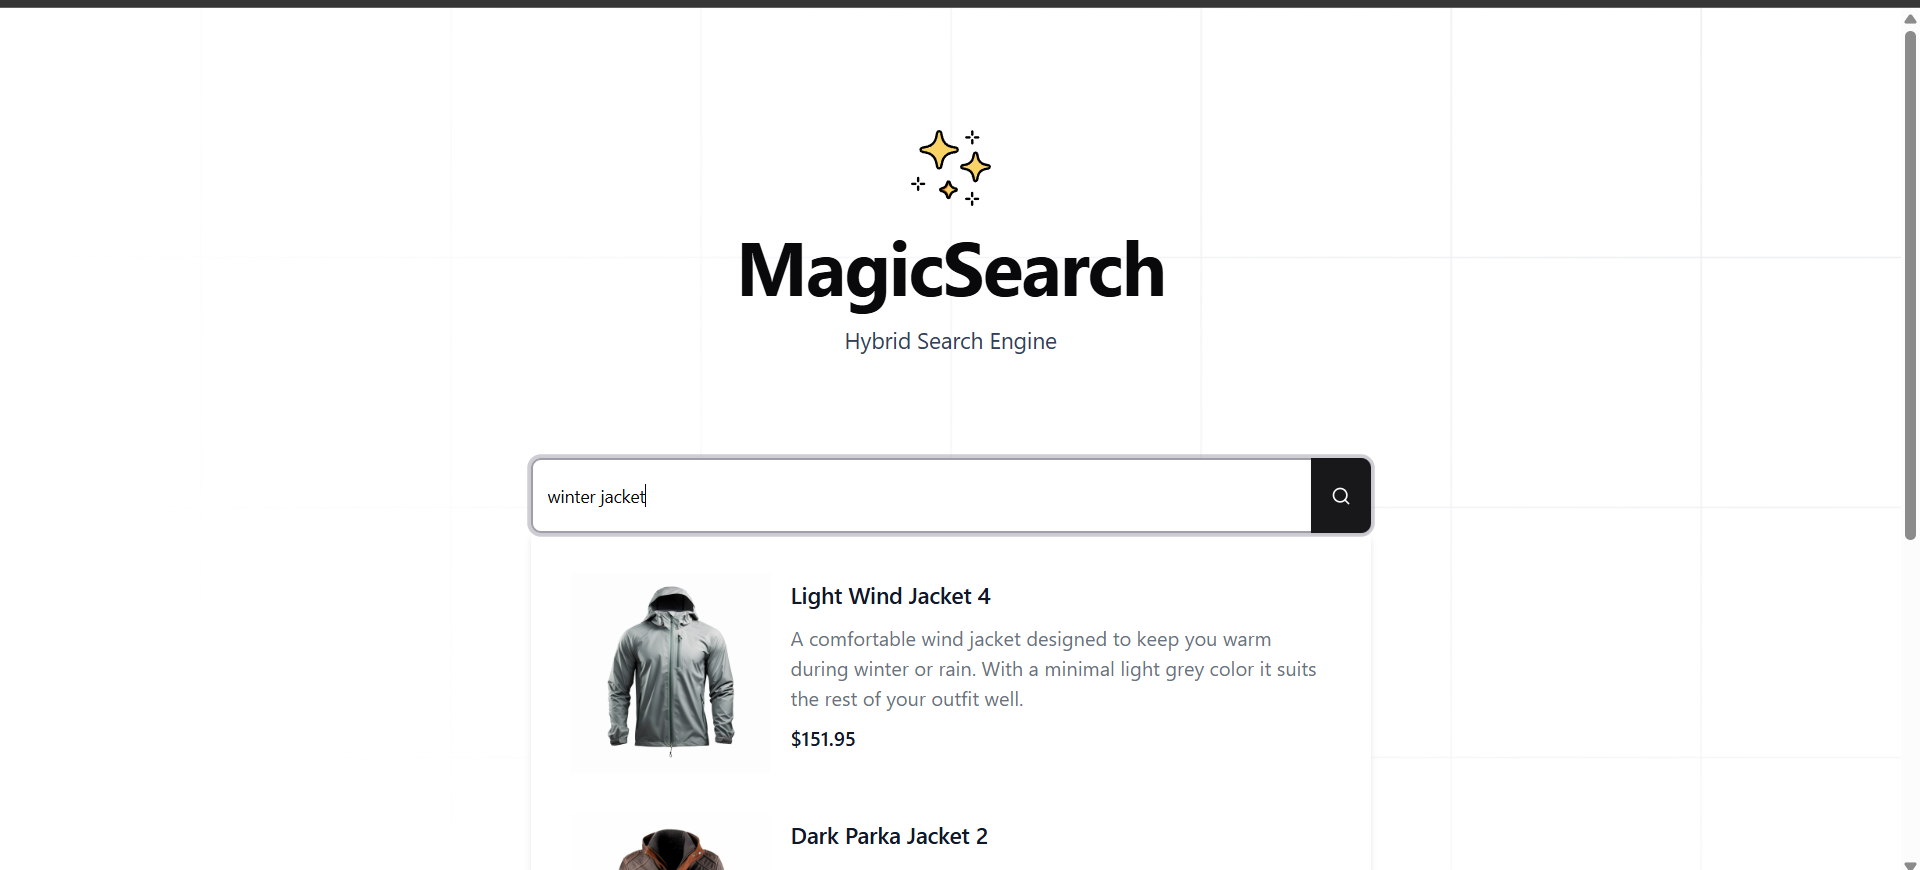 MagicSearch
Hybrid Search Engine
winter jacket
Light Wind Jacket 4
A comfortable wind jacket designed to keep you warm
during winter or rain. With a minimal light grey color it suits
the rest of your outfit well.
$151.95
Dark Parka Jacket 2